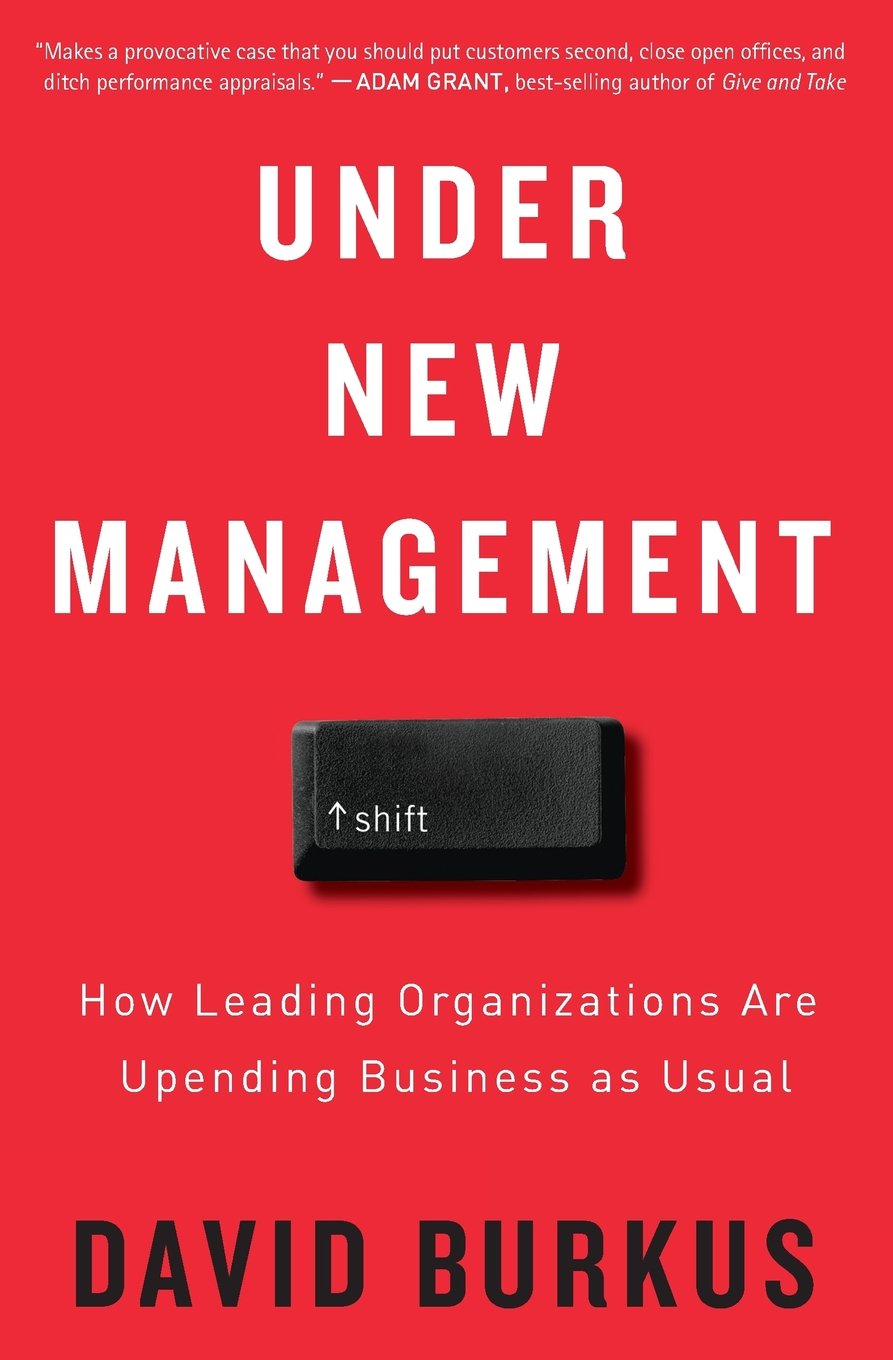 “Makes a provocative case that you should put customers second, close open offices, and
ditch performance appraisals.” —ADAM GRANT, best-selling author of Give and Take
UNDER
NEW
MANAGEMENT
↑ shift
How Leading Organizations Are
Upending Business as Usual
DAVID BURKUS